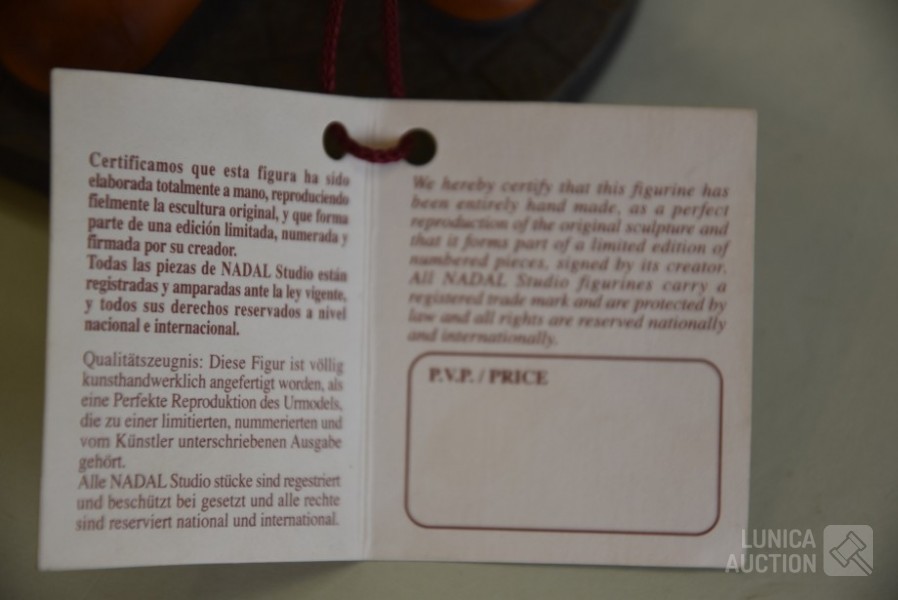 Certificamos que esta figura ha sido
elaborada totalmente a mano, reproduciendo
fielmente la escultura original, y que forma
parte de una edición limitada, numerada y
firmada por su creador.
Todas las piezas de NADAL Studio están
registradas y amparadas ante la ley vigente,
y todos sus derechos reservados a nivel
nacional e internacional.
Qualitätszeugnis: Diese Figur ist völlig
kunsthandwerklich angefertigt worden, als
eine Perfekte Reproduktion des Urmodels,
die zu einer limitierten, nummerierten und
vom Künstler unterschriebenen Ausgabe
gehört.
Alle NADAL Studio stücke sind regestriert
und beschützt bei gesetzt und alle rechte
sind reserviert national und international.
We hereby certify that this figurine has
been entirely hand made, as a perfect
reproduction of the original sculpture and
that it forms part of a limited edition of
numbered pieces, signed by its creator.
All NADAL Studio figurines carry a
registered trade mark and are protected by
law and all rights are reserved nationally
and internationally.
P.V.P. / PRICE
LUNICA
AUCTION